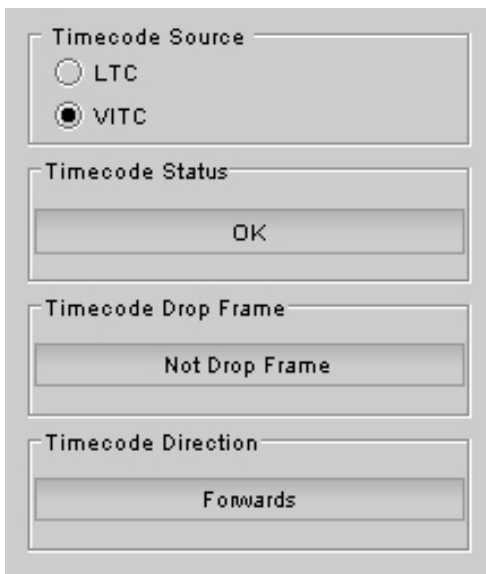 Timecode Source
LTC
VITC
Timecode Status
OK
Timecode Drop Frame
Not Drop Frame
Timecode Direction
Forwards